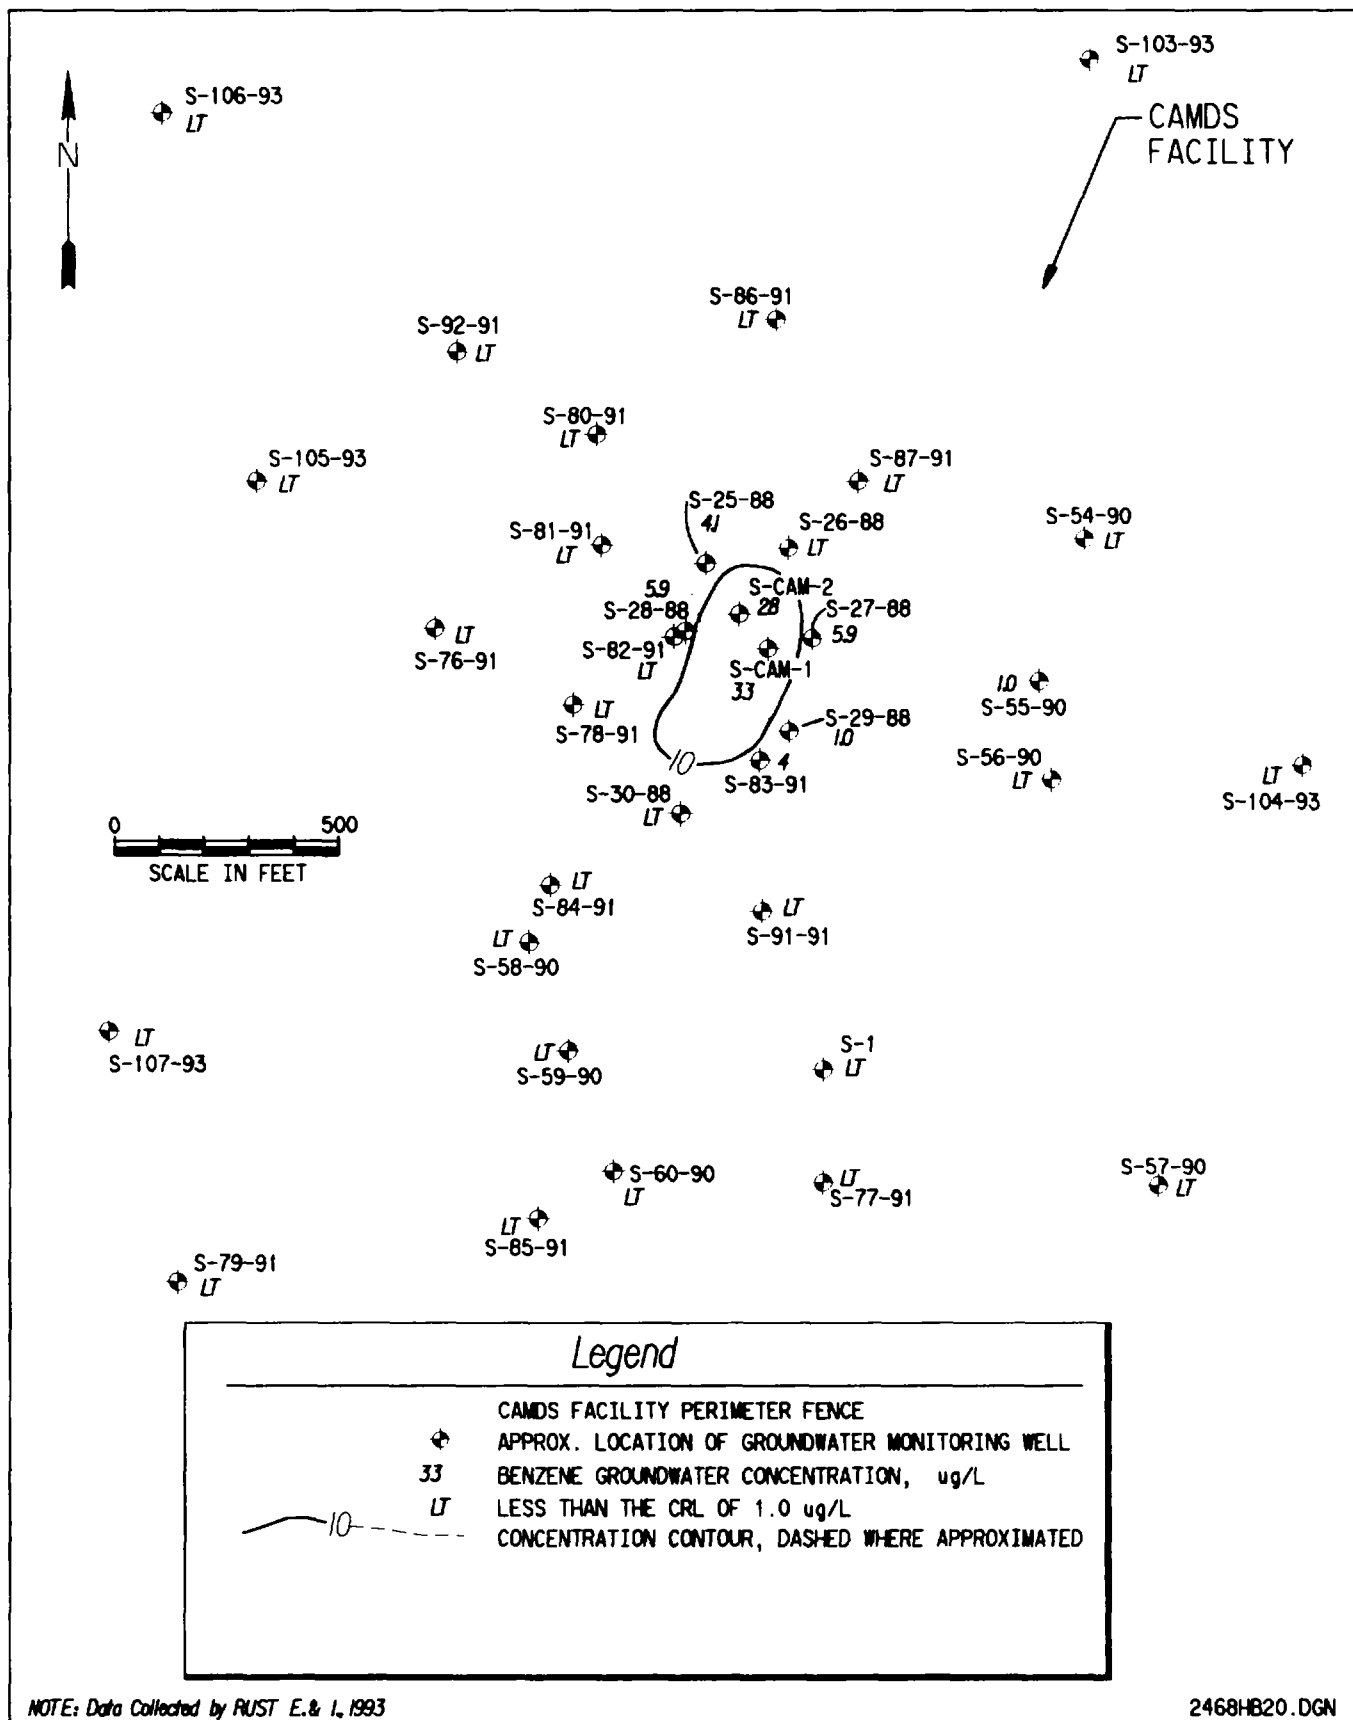 S-103-93
LT
S-106-93
LT
CAMDS
FACILITY
N
S-86-91
LT
S-92-91
LT
S-80-91
LT
S-105-93
LT
S-87-91
LT
S-25-88
4.1
S-26-88
LT
S-54-90
LT
S-81-91
LT
5.9
S-28-88
S-CAM-2
28
S-27-88
5.9
LT
S-76-91
S-82-91
LT
S-CAM-1
33
1.0
S-55-90
LT
S-78-91
S-29-88
1.0
10
4
S-83-91
S-56-90
LT
LT
S-104-93
S-30-88
LT
0 500
SCALE IN FEET
LT
S-84-91
LT
S-91-91
LT
S-58-90
LT
S-107-93
LT
S-59-90
S-1
LT
S-60-90
LT
LT
S-77-91
S-57-90
LT
LT
S-85-91
S-79-91
LT
Legend
CAMDS FACILITY PERIMETER FENCE
APPROX. LOCATION OF GROUNDWATER MONITORING WELL
33 BENZENE GROUNDWATER CONCENTRATION, ug/L
LT LESS THAN THE CRL OF 1.0 ug/L
10 CONCENTRATION CONTOUR, DASHED WHERE APPROXIMATED
NOTE: Data Collected by RUST E.& I., 1993
2468HB20.DGN